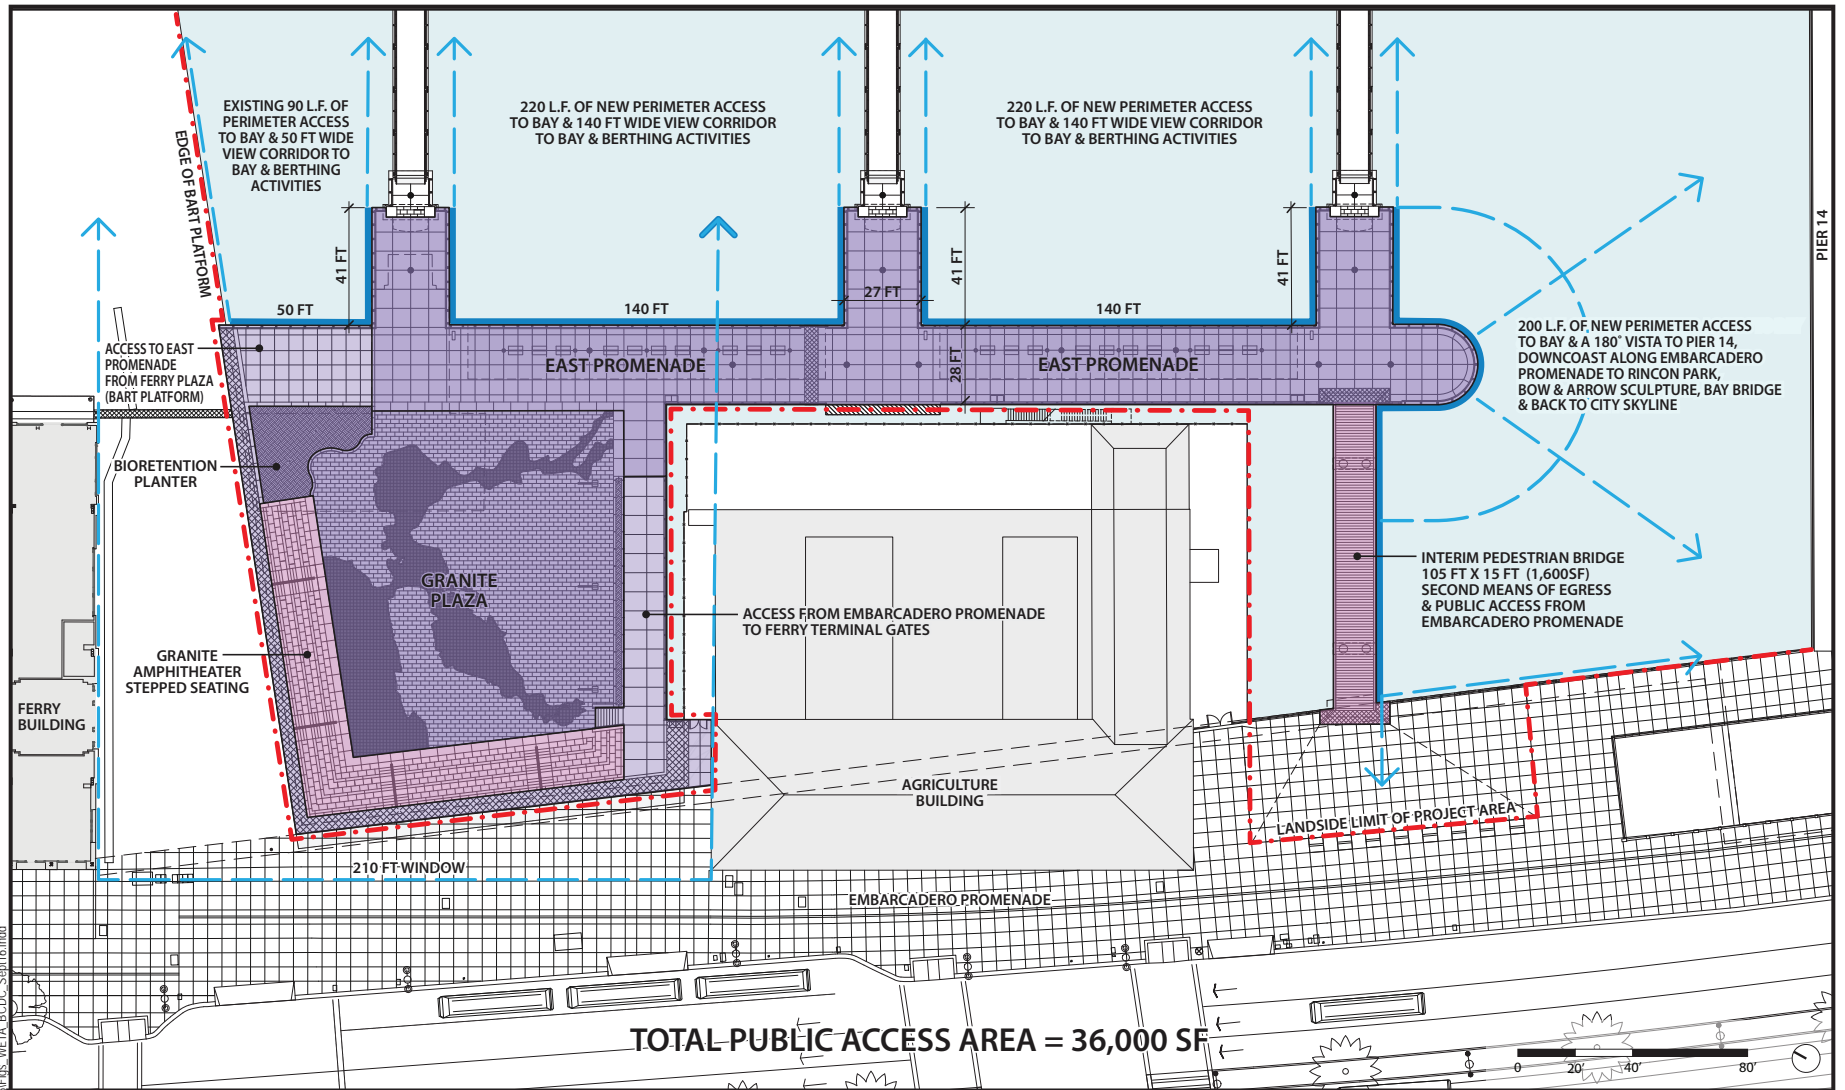 EXISTING 90 L.F. OF
PERIMETER ACCESS
TO BAY & 50 FT WIDE
VIEW CORRIDOR TO
BAY & BERTHING
ACTIVITIES
220 L.F. OF NEW PERIMETER ACCESS
TO BAY & 140 FT WIDE VIEW CORRIDOR
TO BAY & BERTHING ACTIVITIES
220 L.F. OF NEW PERIMETER ACCESS
TO BAY & 140 FT WIDE VIEW CORRIDOR
TO BAY & BERTHING ACTIVITIES
EDGE OF BART PLATFORM
PIER 14
41 FT
41 FT
41 FT
27 FT
50 FT
140 FT
140 FT
28 FT
200 L.F. OF NEW PERIMETER ACCESS
TO BAY & A 180° VISTA TO PIER 14,
DOWNCOAST ALONG EMBARCADERO
PROMENADE TO RINCON PARK,
BOW & ARROW SCULPTURE, BAY BRIDGE
& BACK TO CITY SKYLINE
ACCESS TO EAST
PROMENADE
FROM FERRY PLAZA
(BART PLATFORM)
EAST PROMENADE
EAST PROMENADE
BIORETENTION
PLANTER
GRANITE
PLAZA
INTERIM PEDESTRIAN BRIDGE
105 FT X 15 FT (1,600SF)
SECOND MEANS OF EGRESS
& PUBLIC ACCESS FROM
EMBARCADERO PROMENADE
ACCESS FROM EMBARCADERO PROMENADE
TO FERRY TERMINAL GATES
GRANITE
AMPHITHEATER
STEPPED SEATING
FERRY
BUILDING
AGRICULTURE
BUILDING
LANDSIDE LIMIT OF PROJECT AREA
210 FT WINDOW
EMBARCADERO PROMENADE
TOTAL PUBLIC ACCESS AREA = 36,000 SF
0 20' 40' 80'